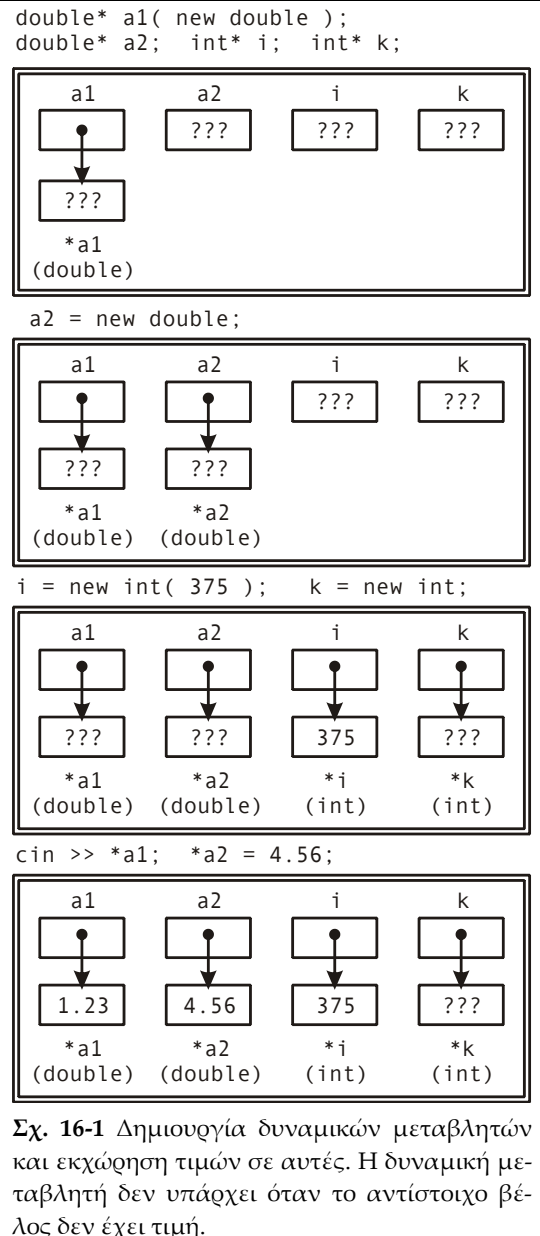 double* a1( new double );
double* a2;  int* i;  int* k;
a1 a2 i k
??? ??? ???
???
*a1
(double)
a2 = new double;
a1 a2 i k
??? ???
??? ???
*a1 *a2
(double) (double)
i = new int( 375 );   k = new int;
a1 a2 i k
??? ??? 375 ???
*a1 *a2 *i *k
(double) (double) (int) (int)
cin >> *a1;  *a2 = 4.56;
a1 a2 i k
1.23 4.56 375 ???
*a1 *a2 *i *k
(double) (double) (int) (int)
Σχ. 16-1 Δημιουργία δυναμικών μεταβλητών
και εκχώρηση τιμών σε αυτές. Η δυναμική με-
ταβλητή δεν υπάρχει όταν το αντίστοιχο βέ-
λος δεν έχει τιμή.